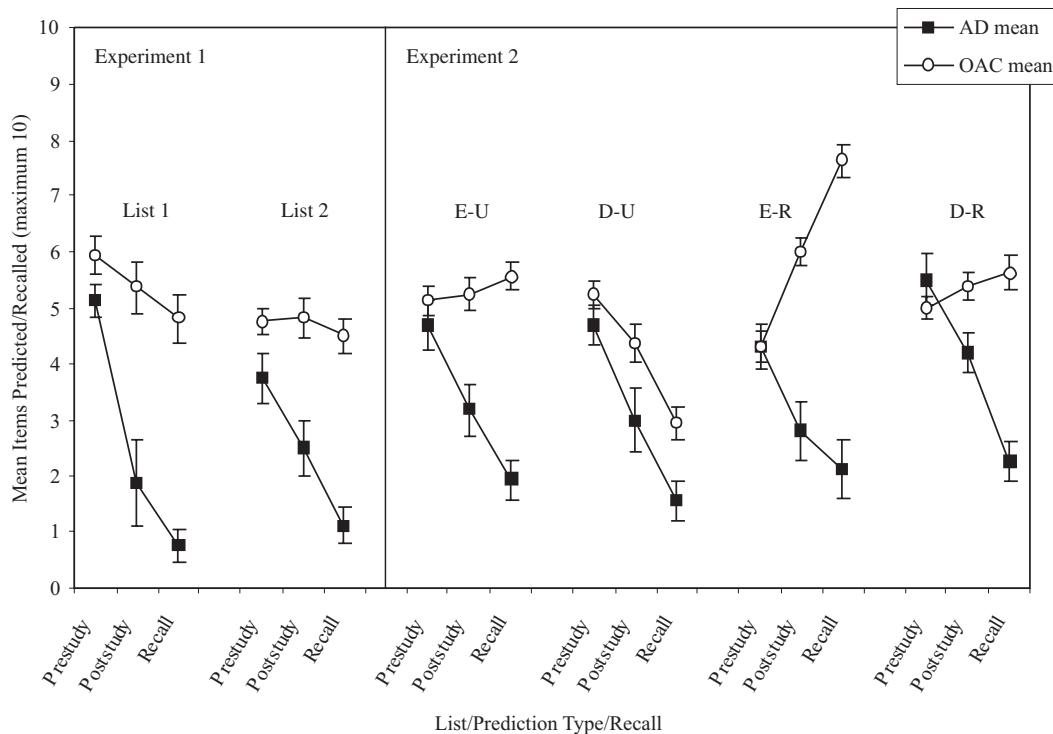 AD mean
OAC mean
Experiment 1
Experiment 2
List 1
List 2
E-U
D-U
E-R
D-R
Mean Items Predicted/Recalled (maximum 10)
10
9
8
7
6
5
4
3
2
1
0
Prestudy
Poststudy
Recall
Prestudy
Poststudy
Recall
Prestudy
Poststudy
Recall
Prestudy
Poststudy
Recall
Prestudy
Poststudy
Recall
Prestudy
Poststudy
Recall
List/Prediction Type/Recall